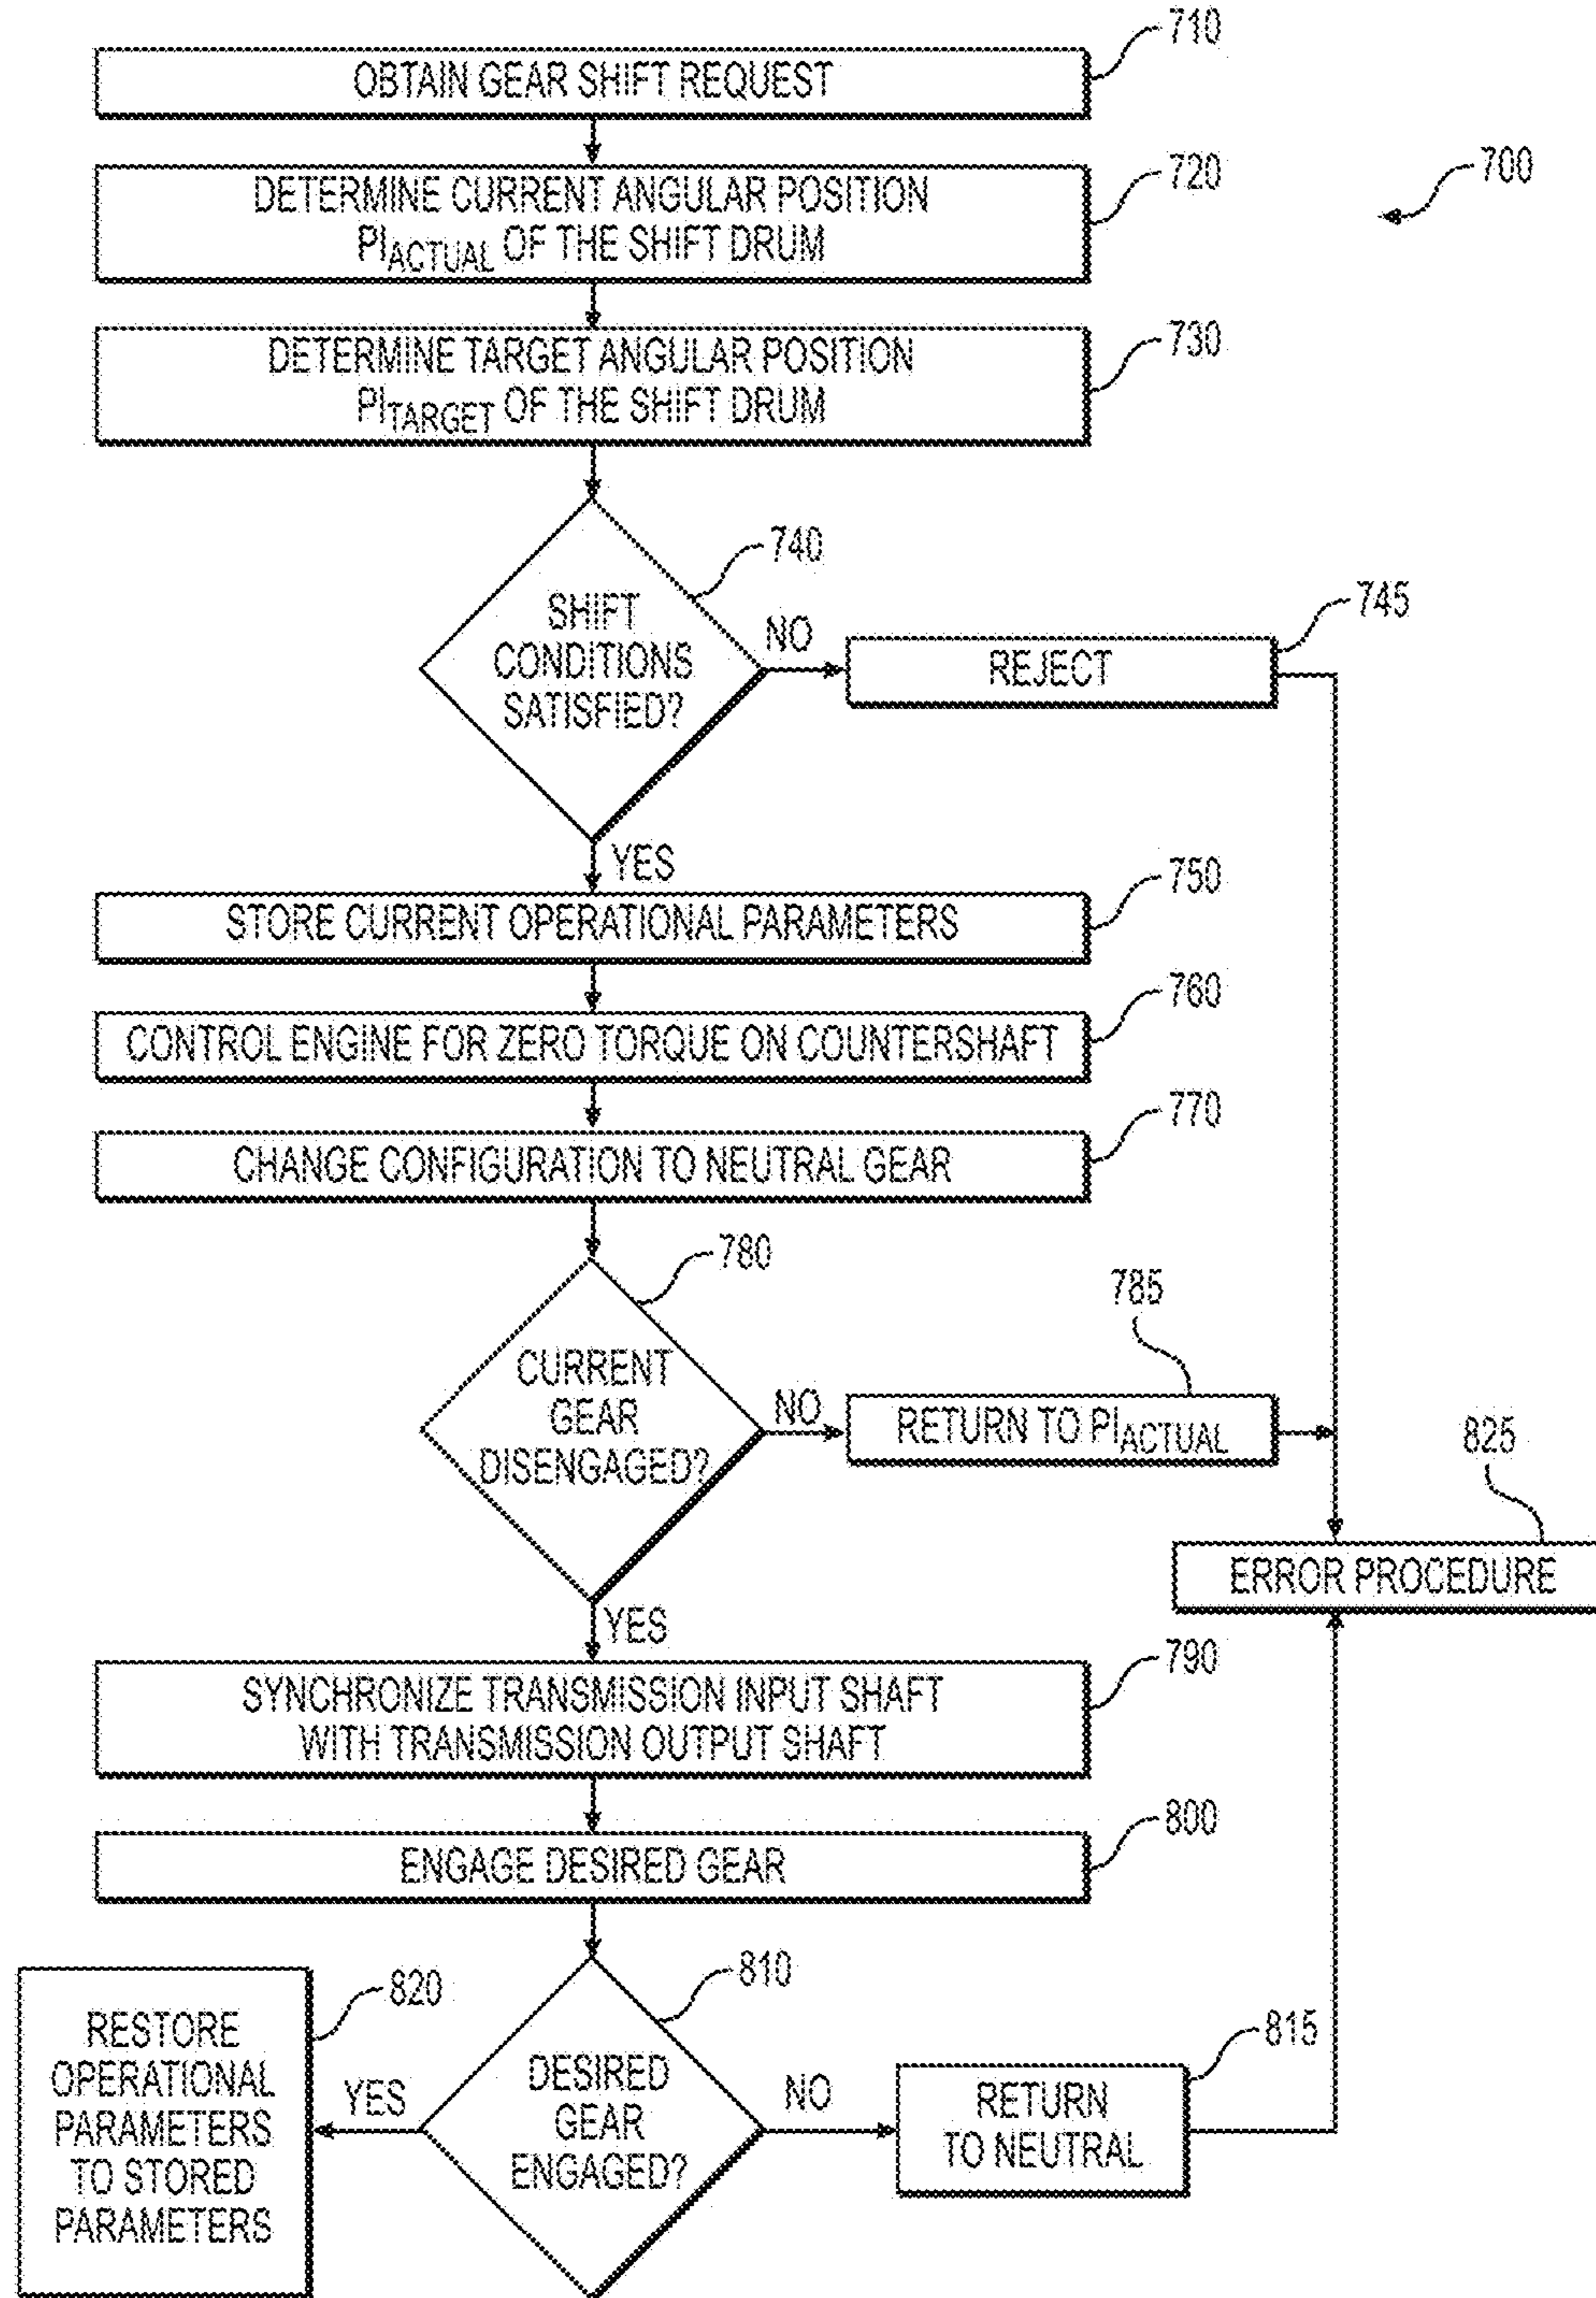 710
OBTAIN GEAR SHIFT REQUEST
700
720
DETERMINE CURRENT ANGULAR POSITION
PI_ACTUAL OF THE SHIFT DRUM
730
DETERMINE TARGET ANGULAR POSITION
PI_TARGET OF THE SHIFT DRUM
740
SHIFT
CONDITIONS
SATISFIED?
NO
745
REJECT
YES
750
STORE CURRENT OPERATIONAL PARAMETERS
760
CONTROL ENGINE FOR ZERO TORQUE ON COUNTERSHAFT
770
CHANGE CONFIGURATION TO NEUTRAL GEAR
780
CURRENT
GEAR
DISENGAGED?
NO
785
RETURN TO PI_ACTUAL
825
ERROR PROCEDURE
YES
790
SYNCHRONIZE TRANSMISSION INPUT SHAFT
WITH TRANSMISSION OUTPUT SHAFT
800
ENGAGE DESIRED GEAR
810
DESIRED
GEAR
ENGAGED?
YES
820
RESTORE
OPERATIONAL
PARAMETERS
TO STORED
PARAMETERS
NO
815
RETURN
TO NEUTRAL